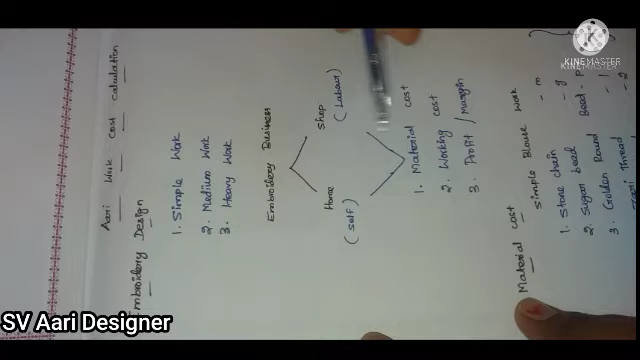 Aari Work cost calculation
Embroidery Design
1. Simple Work
2. Medium Work
3. Heavy Work
Embroidery Business
Home
(Self)
Shop
(Labour)
1. Material cost
2. Working cost
3. Profit / Margin
Material cost
Simple Blouse Work
1. Stone chain - m
2. Sugar bead - g
3. Golden Round Bead - P
Thread - 2
KINEMASTER
SV Aari Designer